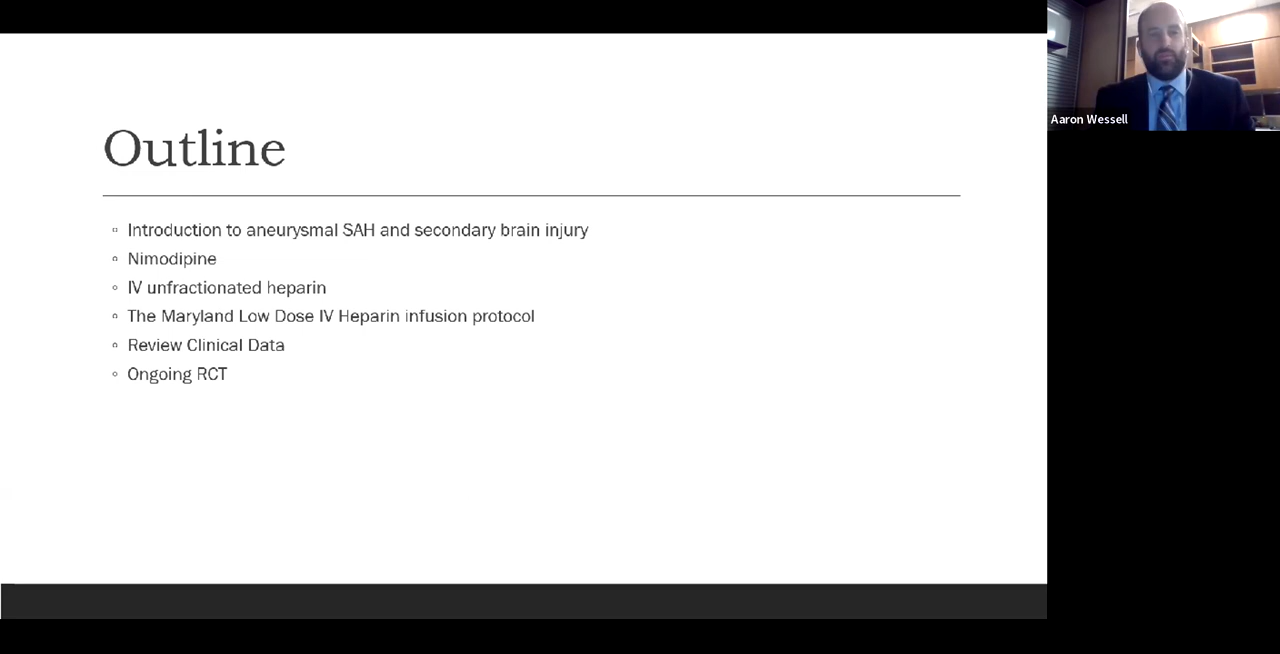 Outline
Introduction to aneurysmal SAH and secondary brain injury
Nimodipine
IV unfractionated heparin
The Maryland Low Dose IV Heparin infusion protocol
Review Clinical Data
Ongoing RCT
Aaron Wessell